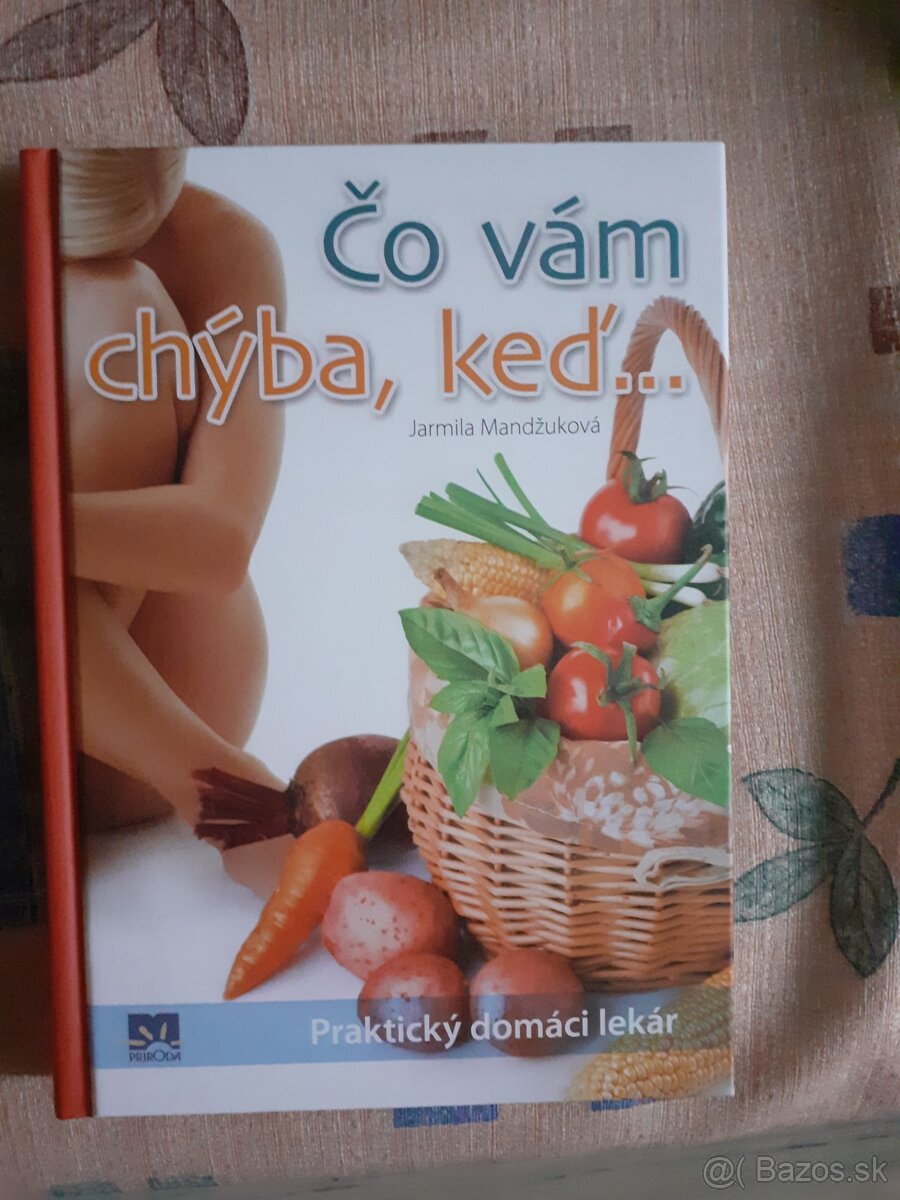 Čo vám
chýba, keď...
Jarmila Mandžuková
Praktický domáci lekár
PRÍRODA
@( Bazos.sk